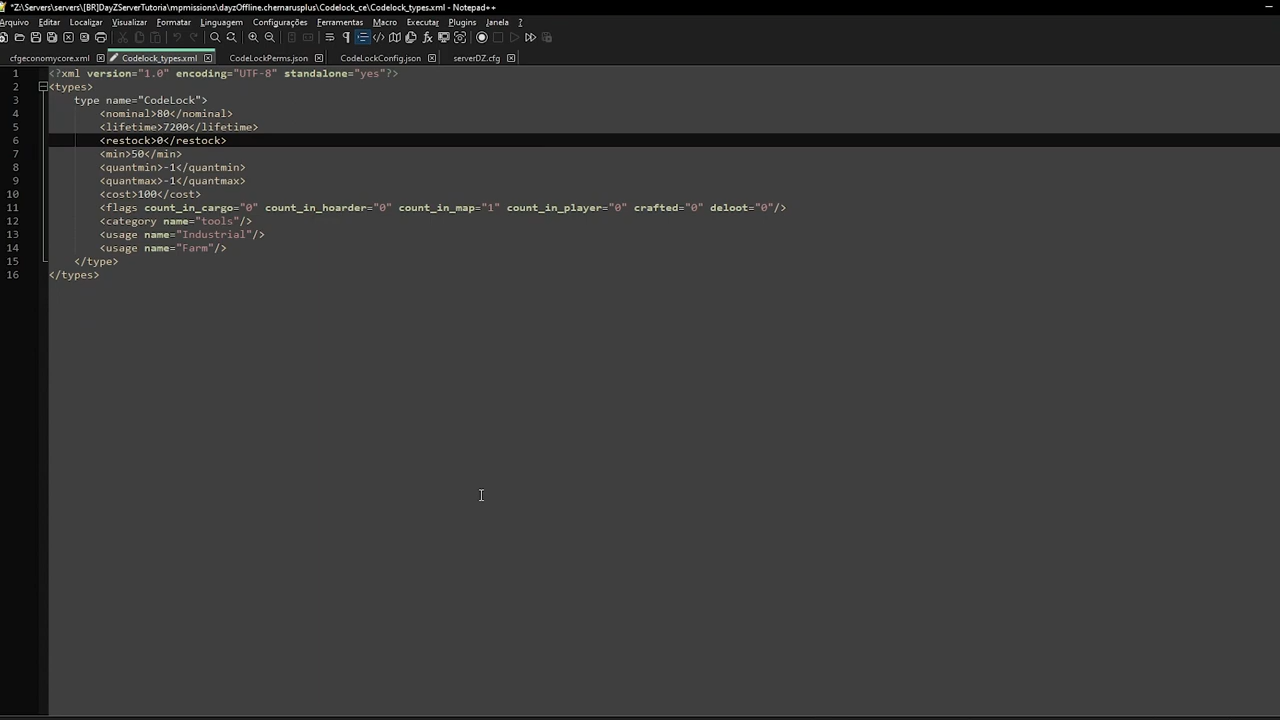 *Z:\Servers\servers\[BR]DayZServerTutoria\mpmissions\dayzOffline.chernarusplus\Codelock_ce\Codelock_types.xml - Notepad++
Arquivo Editar Localizar Visualizar Formatar Linguagem Configurações Ferramentas Macro Executar Plugins Janela ?
cfgeconomycore.xml Codelock_types.xml CodeLockPerms.json CodeLockConfig.json serverDZ.cfg
1 <?xml version="1.0" encoding="UTF-8" standalone="yes"?>
2 <types>
3 type name="CodeLock">
4 <nominal>80</nominal>
5 <lifetime>7200</lifetime>
6 <restock>0</restock>
7 <min>50</min>
8 <quantmin>-1</quantmin>
9 <quantmax>-1</quantmax>
10 <cost>100</cost>
11 <flags count_in_cargo="0" count_in_hoarder="0" count_in_map="1" count_in_player="0" crafted="0" deloot="0"/>
12 <category name="tools"/>
13 <usage name="Industrial"/>
14 <usage name="Farm"/>
15 </type>
16 </types>